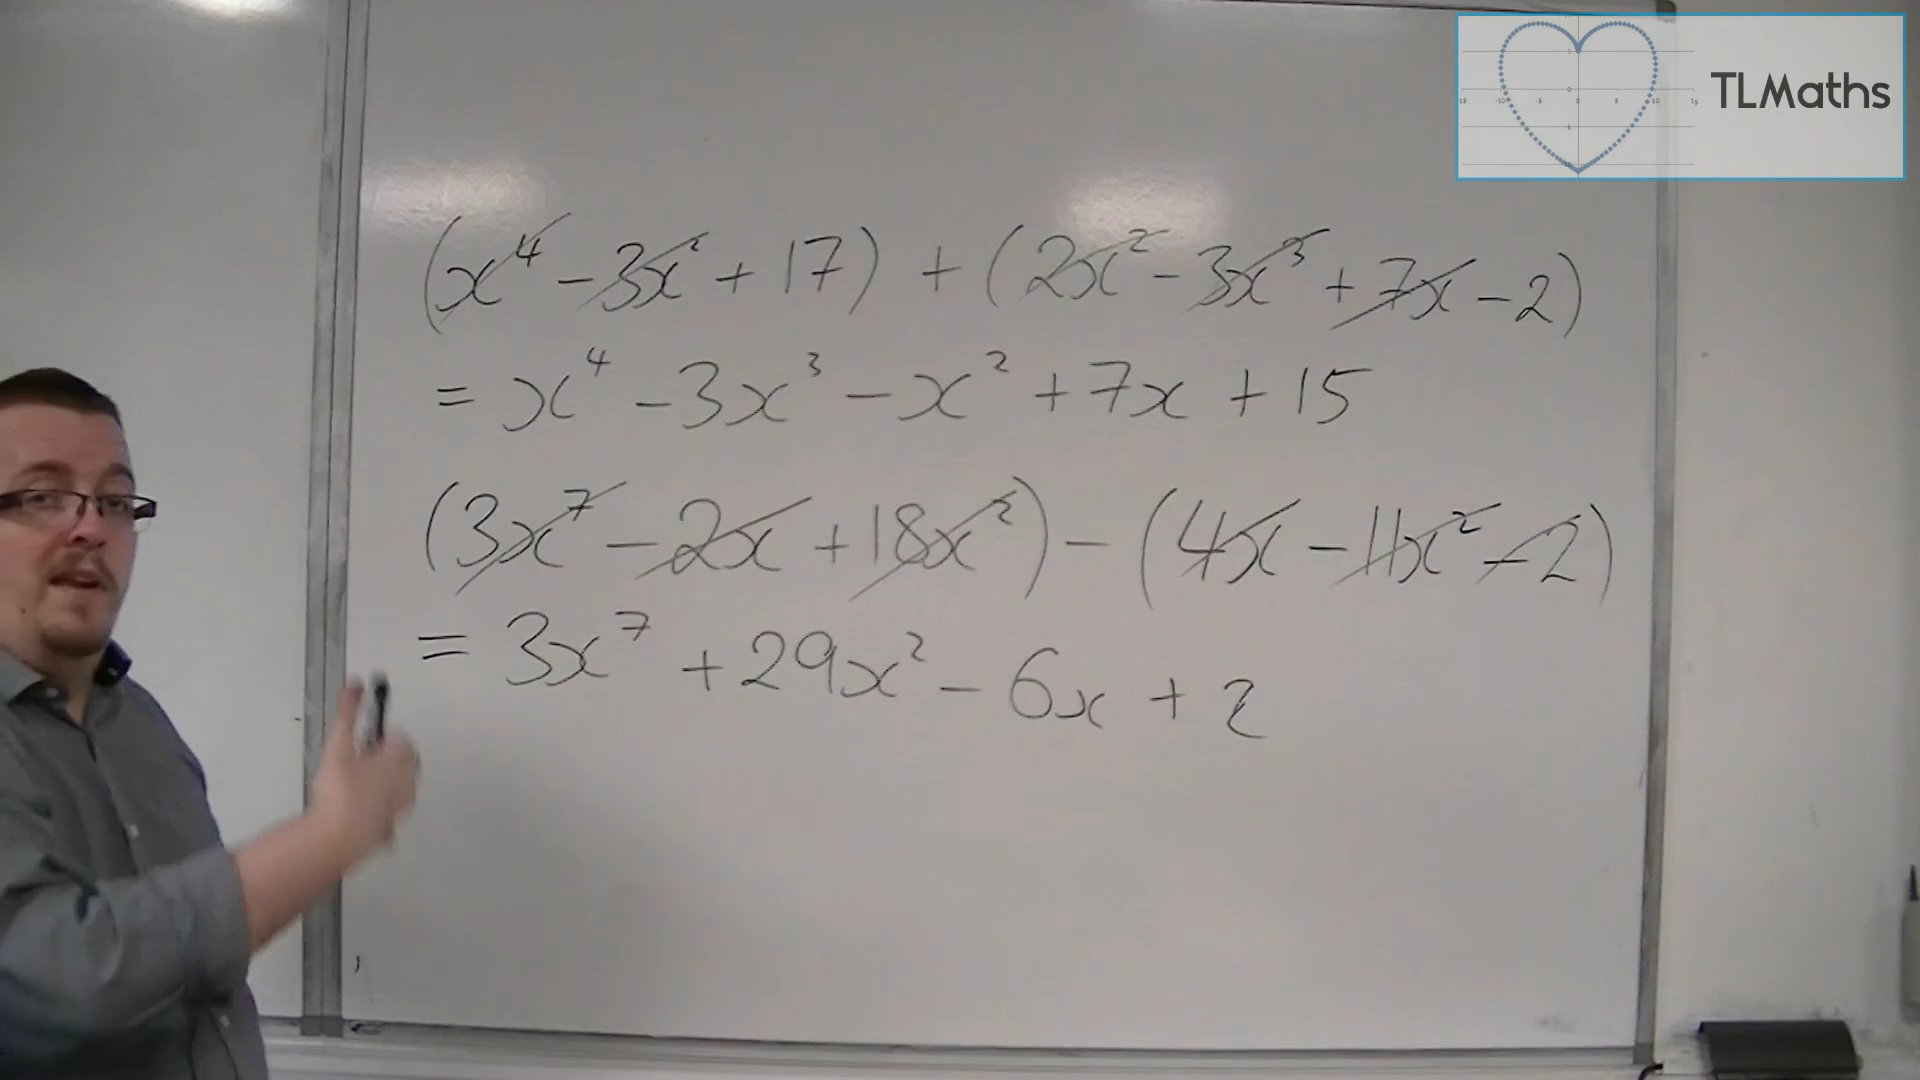 TLMaths
(x⁴ - 3x² + 17) + (2x² - 3x³ + 7x - 2)
= x⁴ - 3x³ - x² + 7x + 15
(3x⁷ - 2x + 18x²) - (4x - 11x² - 2)
= 3x⁷ + 29x² - 6x + 2